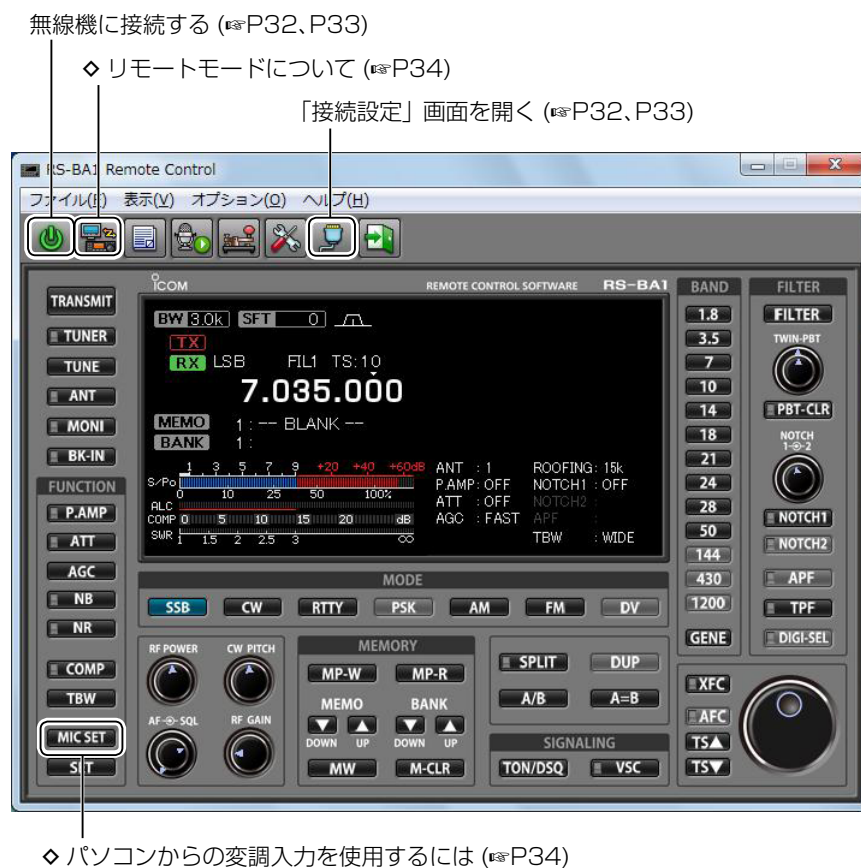 無線機に接続する (☞P32、P33)
◇ リモートモードについて (☞P34)
「接続設定」画面を開く (☞P32、P33)
RS-BA1 Remote Control
ファイル(F) 表示(V) オプション(O) ヘルプ(H)
ICOM REMOTE CONTROL SOFTWARE RS-BA1
TRANSMIT
TUNER
TUNE
ANT
MONI
BK-IN
FUNCTION
P.AMP
ATT
AGC
NB
NR
COMP
TBW
MIC SET
SET
BW 3.0k SFT 0
TX
RX LSB FIL1 TS:10
7.035.000
MEMO 1 : -- BLANK --
BANK 1 :
1 3 5 7 9 +20 +40 +60dB
S/Po
0 10 25 50 100%
ALC
COMP 0 5 10 15 20 dB
SWR 1 1.5 2 2.5 3 ∞
ANT : 1
P.AMP : OFF
ATT : OFF
AGC : FAST
ROOFING : 15k
NOTCH1 : OFF
NOTCH2 :
APF :
TBW : WIDE
MODE
SSB CW RTTY PSK AM FM DV
RF POWER CW PITCH
AF SQL RF GAIN
MEMORY
MP-W MP-R
MEMO BANK
DOWN UP DOWN UP
MW M-CLR
SPLIT DUP
A/B A=B
SIGNALING
TON/DSQ VSC
BAND
1.8
3.5
7
10
14
18
21
24
28
50
144
430
1200
GENE
FILTER
FILTER
TWIN-PBT
PBT-CLR
NOTCH
1 2
NOTCH1
NOTCH2
APF
TPF
DIGI-SEL
XFC
AFC
TS▲
TS▼
◇ パソコンからの変調入力を使用するには (☞P34)